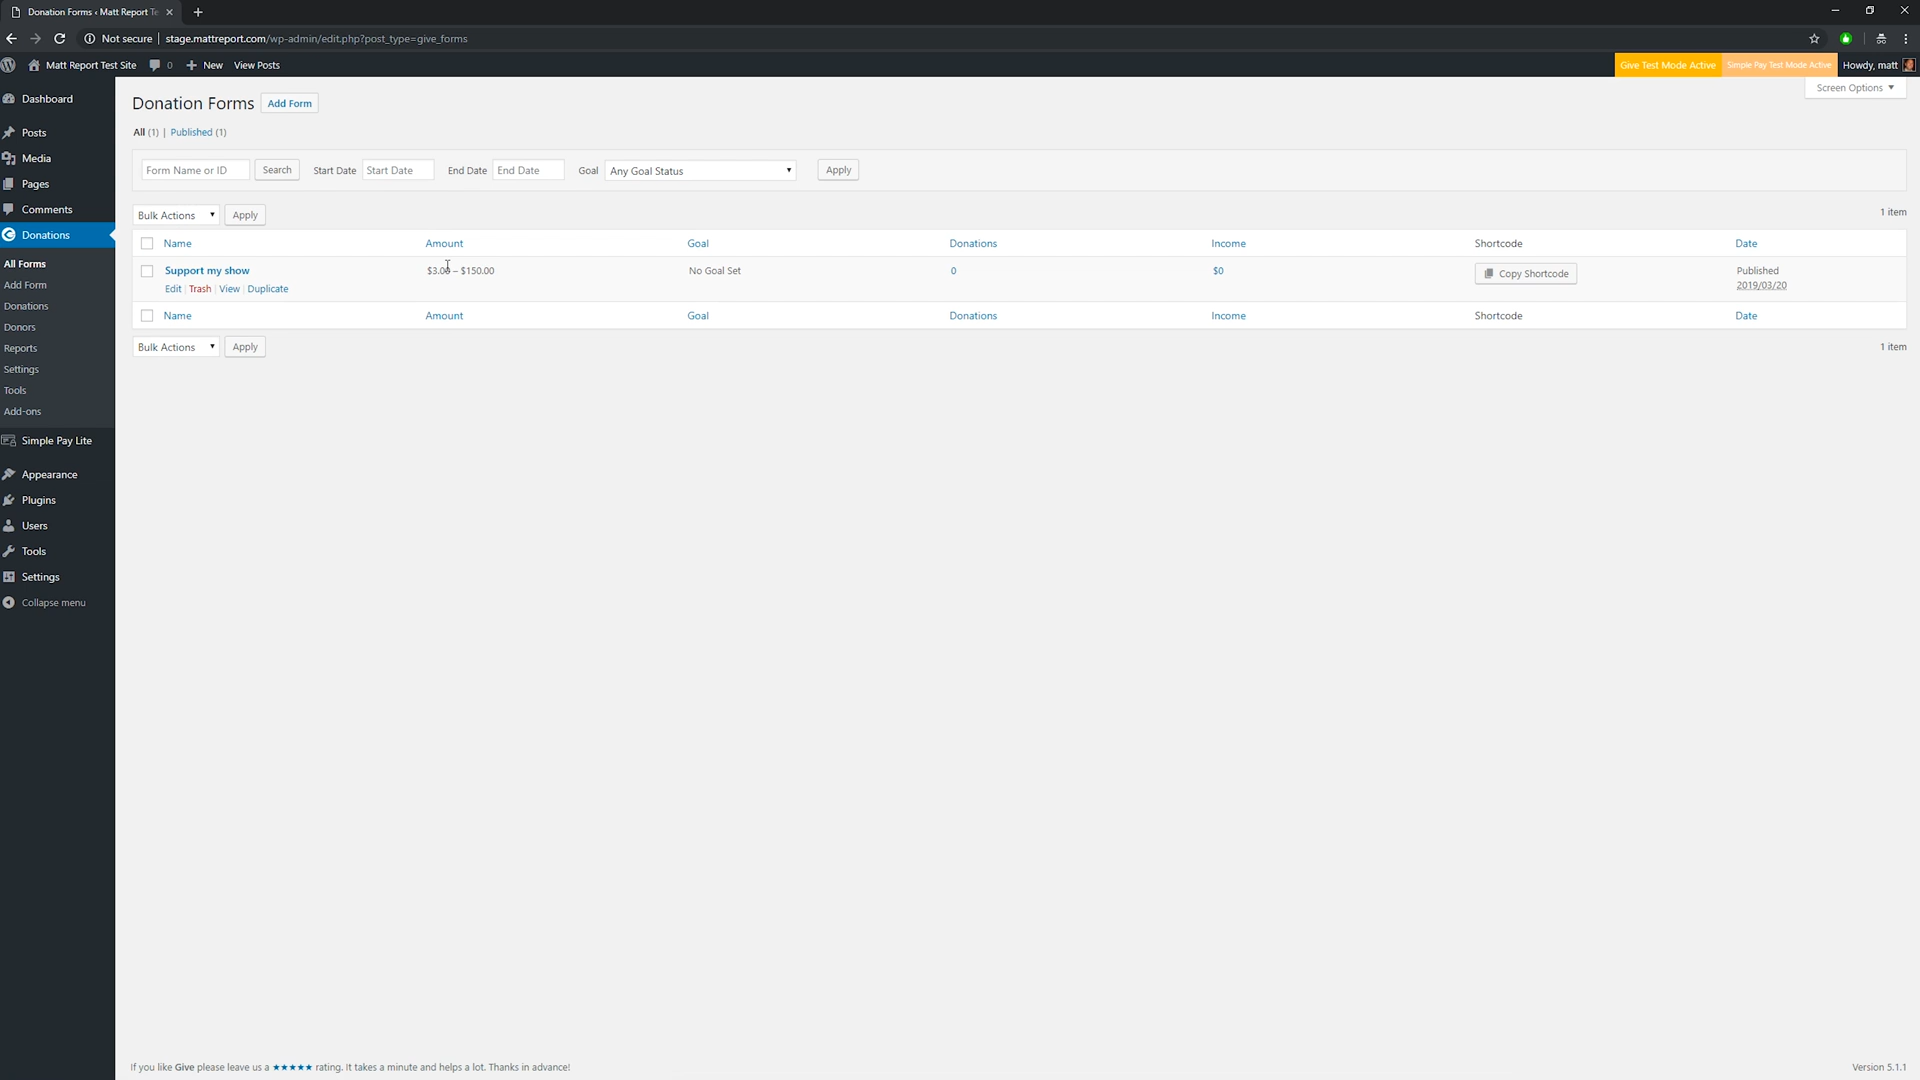 Donation Forms ‹ Matt Report Te
Not secure | stage.mattreport.com/wp-admin/edit.php?post_type=give_forms
Matt Report Test Site 0 New View Posts Give Test Mode Active Simple Pay Test Mode Active Howdy, matt
Screen Options
Dashboard
Posts
Media
Pages
Comments
Donations
All Forms
Add Form
Donations
Donors
Reports
Settings
Tools
Add-ons
Simple Pay Lite
Appearance
Plugins
Users
Tools
Settings
Collapse menu
Donation Forms Add Form
All (1) | Published (1)
Form Name or ID Search Start Date Start Date End Date End Date Goal Any Goal Status Apply
Bulk Actions Apply 1 item
Name Amount Goal Donations Income Shortcode Date
Support my show $3.00 – $150.00 No Goal Set 0 $0 Copy Shortcode Published
Edit | Trash | View | Duplicate 2019/03/20
Name Amount Goal Donations Income Shortcode Date
Bulk Actions Apply 1 item
If you like Give please leave us a ★★★★★ rating. It takes a minute and helps a lot. Thanks in advance! Version 5.1.1